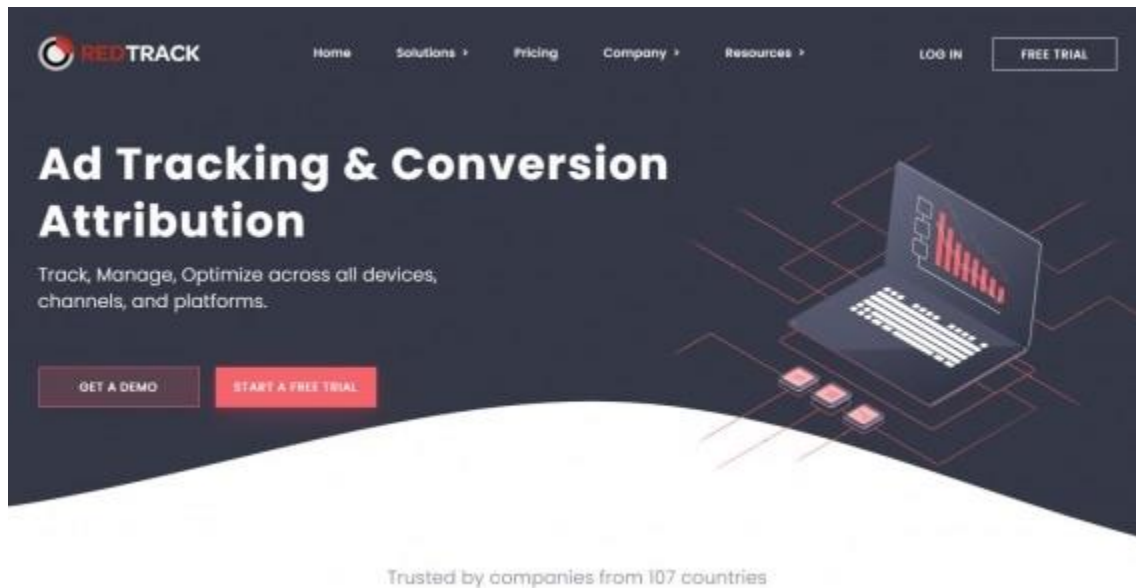 REDTRACK
Home
Solutions >
Pricing
Company >
Resources >
LOG IN
FREE TRIAL
Ad Tracking & Conversion
Attribution
Track, Manage, Optimize across all devices,
channels, and platforms.
GET A DEMO
START A FREE TRIAL
Trusted by companies from 107 countries